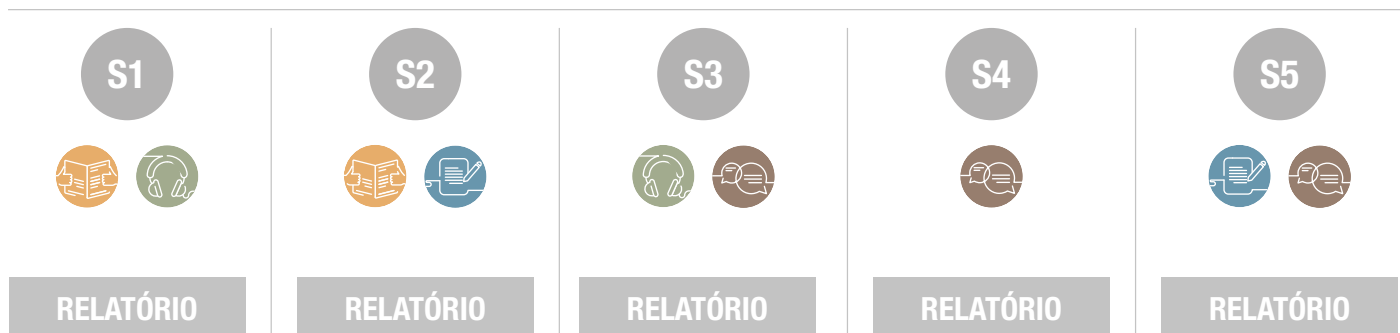 S1 S2 S3 S4 S5
RELATÓRIO RELATÓRIO RELATÓRIO RELATÓRIO RELATÓRIO